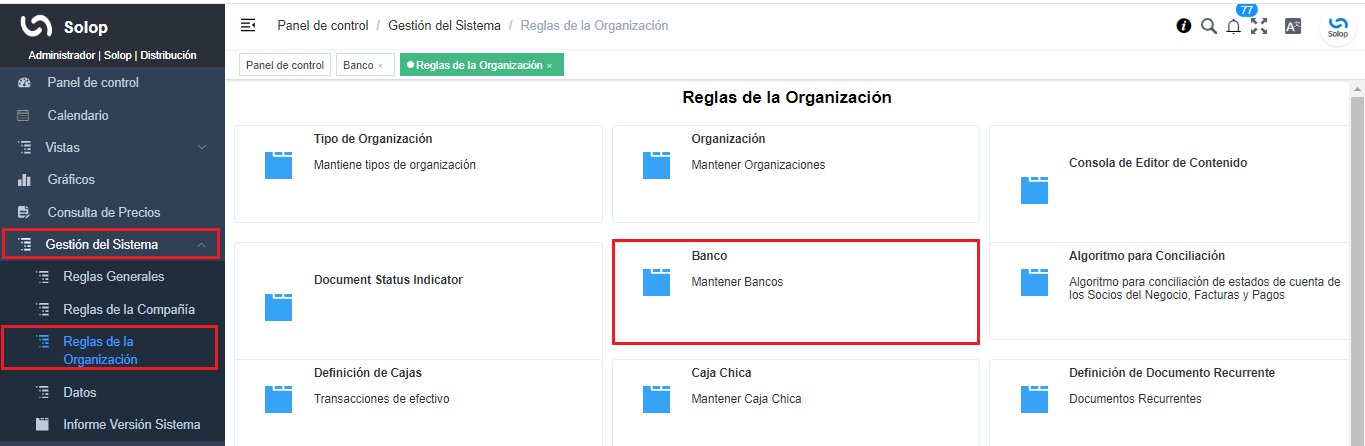 Solop
Administrador | Solop | Distribución
Panel de control
Calendario
Vistas
Gráficos
Consulta de Precios
Gestión del Sistema
Reglas Generales
Reglas de la Compañía
Reglas de la
Organización
Datos
Informe Versión Sistema
Panel de control / Gestión del Sistema / Reglas de la Organización
77
Solop
Panel de control
Banco ×
Reglas de la Organización ×
Reglas de la Organización
Tipo de Organización
Mantiene tipos de organización
Organización
Mantener Organizaciones
Consola de Editor de Contenido
Document Status Indicator
Banco
Mantener Bancos
Algoritmo para Conciliación
Algoritmo para conciliación de estados de cuenta de
los Socios del Negocio, Facturas y Pagos
Definición de Cajas
Transacciones de efectivo
Caja Chica
Mantener Caja Chica
Definición de Documento Recurrente
Documentos Recurrentes